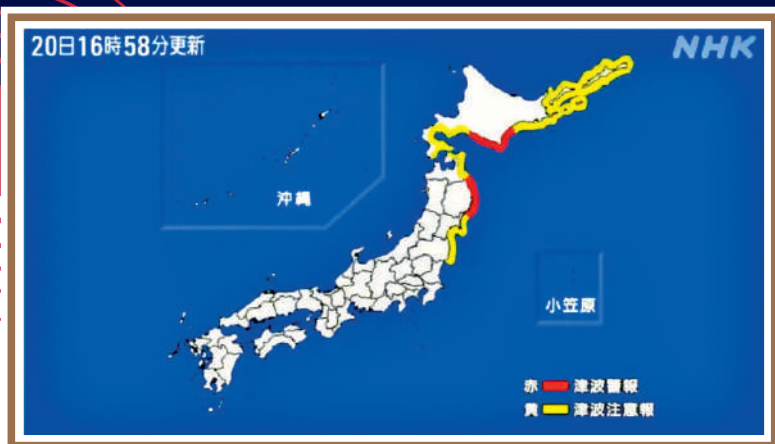 20日16時58分更新
NHK
沖縄
小笠原
赤 津波警報
黄 津波注意報